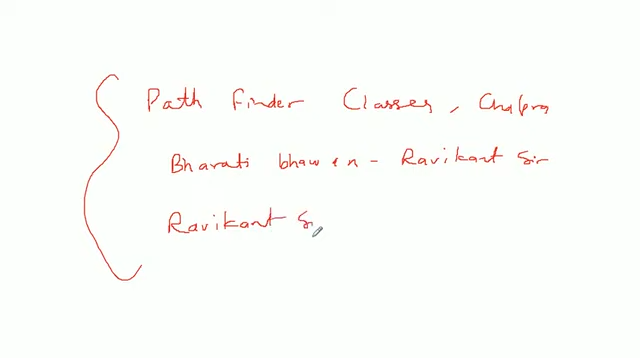 Path Finder Classes, Chapra
Bharati bhawan - Ravikant Sir
Ravikant S